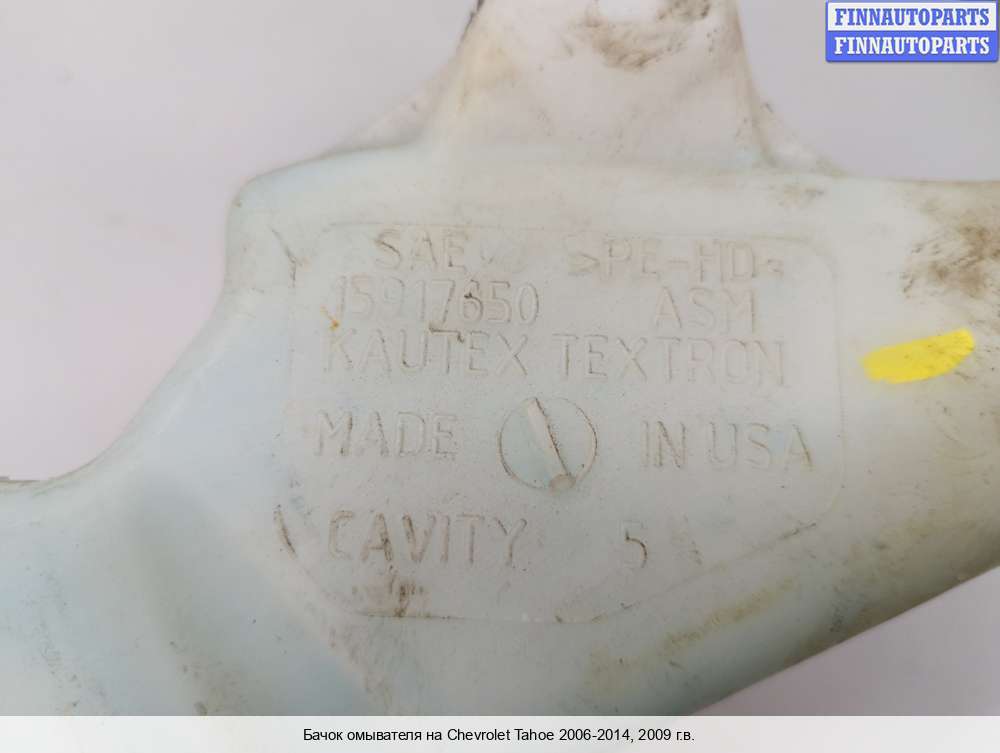 FINNAUTOPARTS
FINNAUTOPARTS
SAE >PE-HD<
15917650 ASM
KAUTEX TEXTRON
MADE IN USA
CAVITY 5
Бачок омывателя на Chevrolet Tahoe 2006-2014, 2009 г.в.